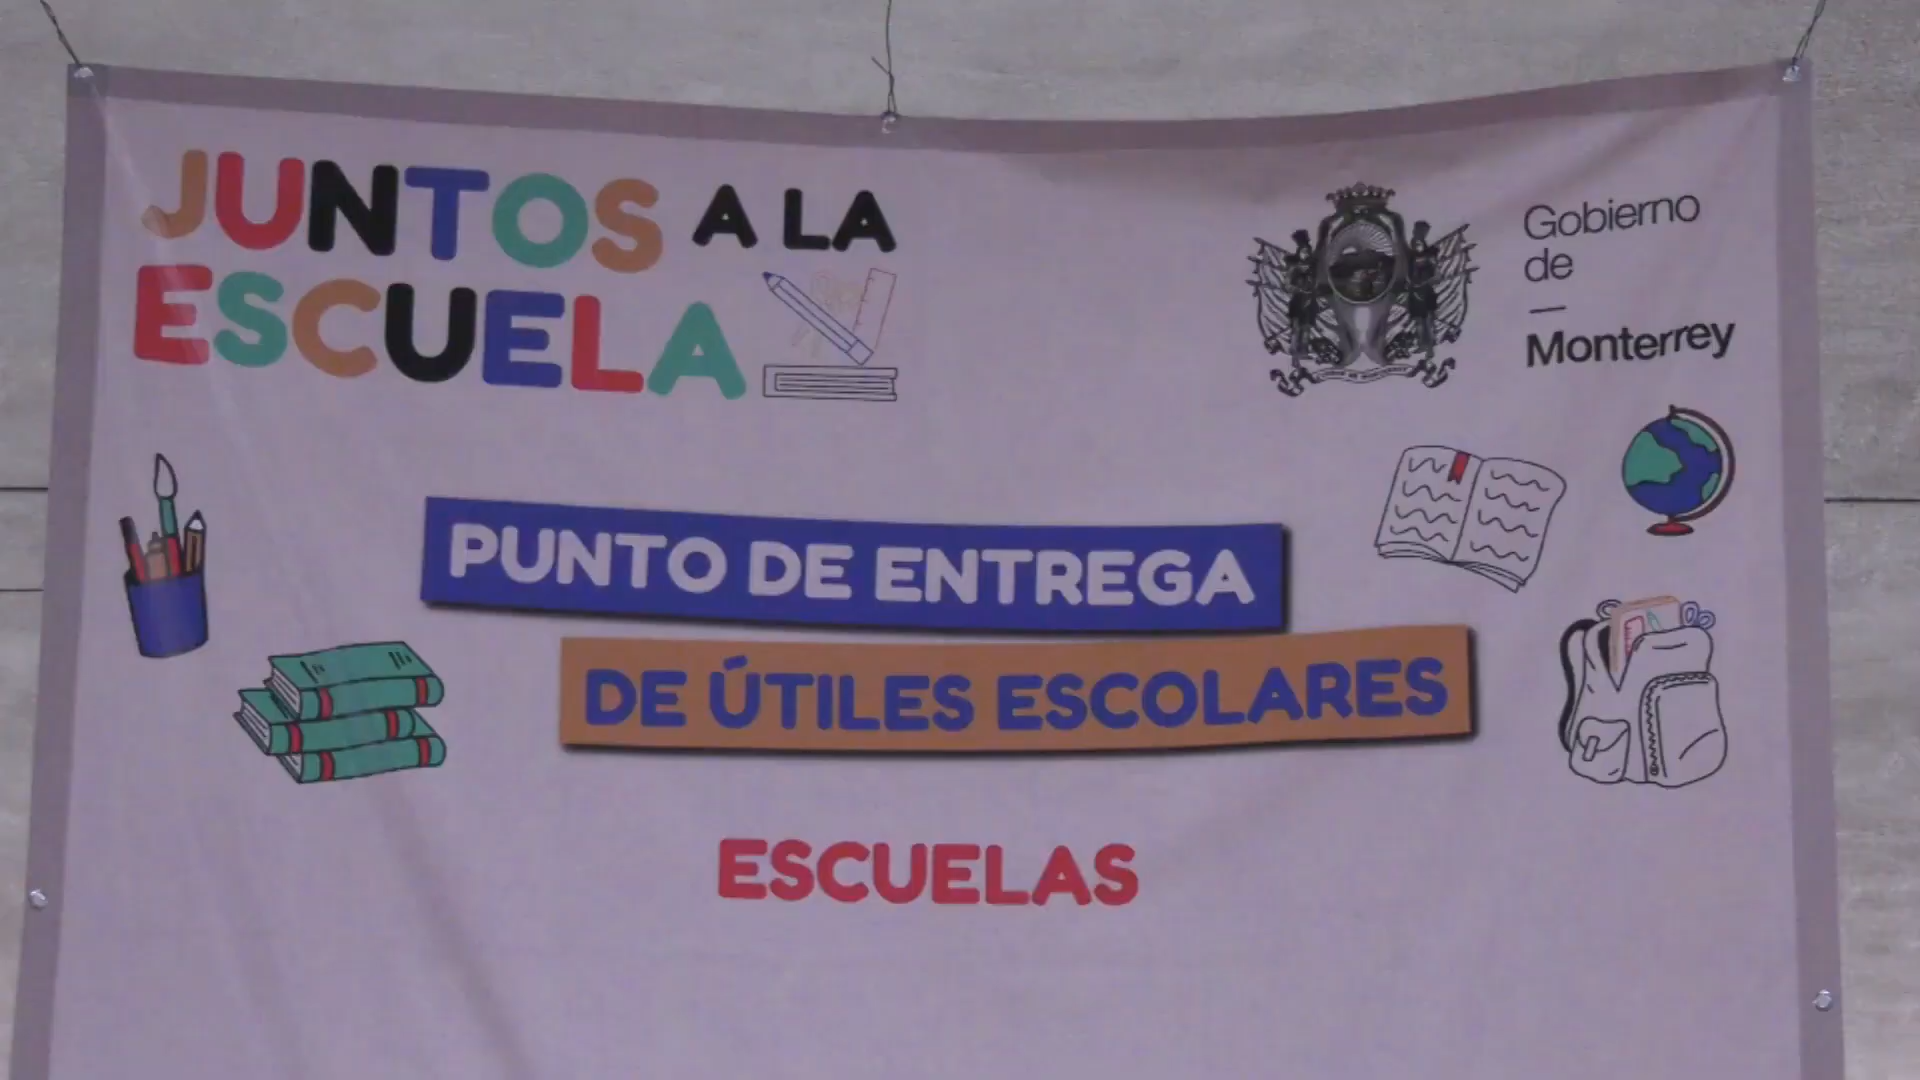 JUNTOS A LA
ESCUELA
Gobierno
de
Monterrey
PUNTO DE ENTREGA
DE ÚTILES ESCOLARES
ESCUELAS